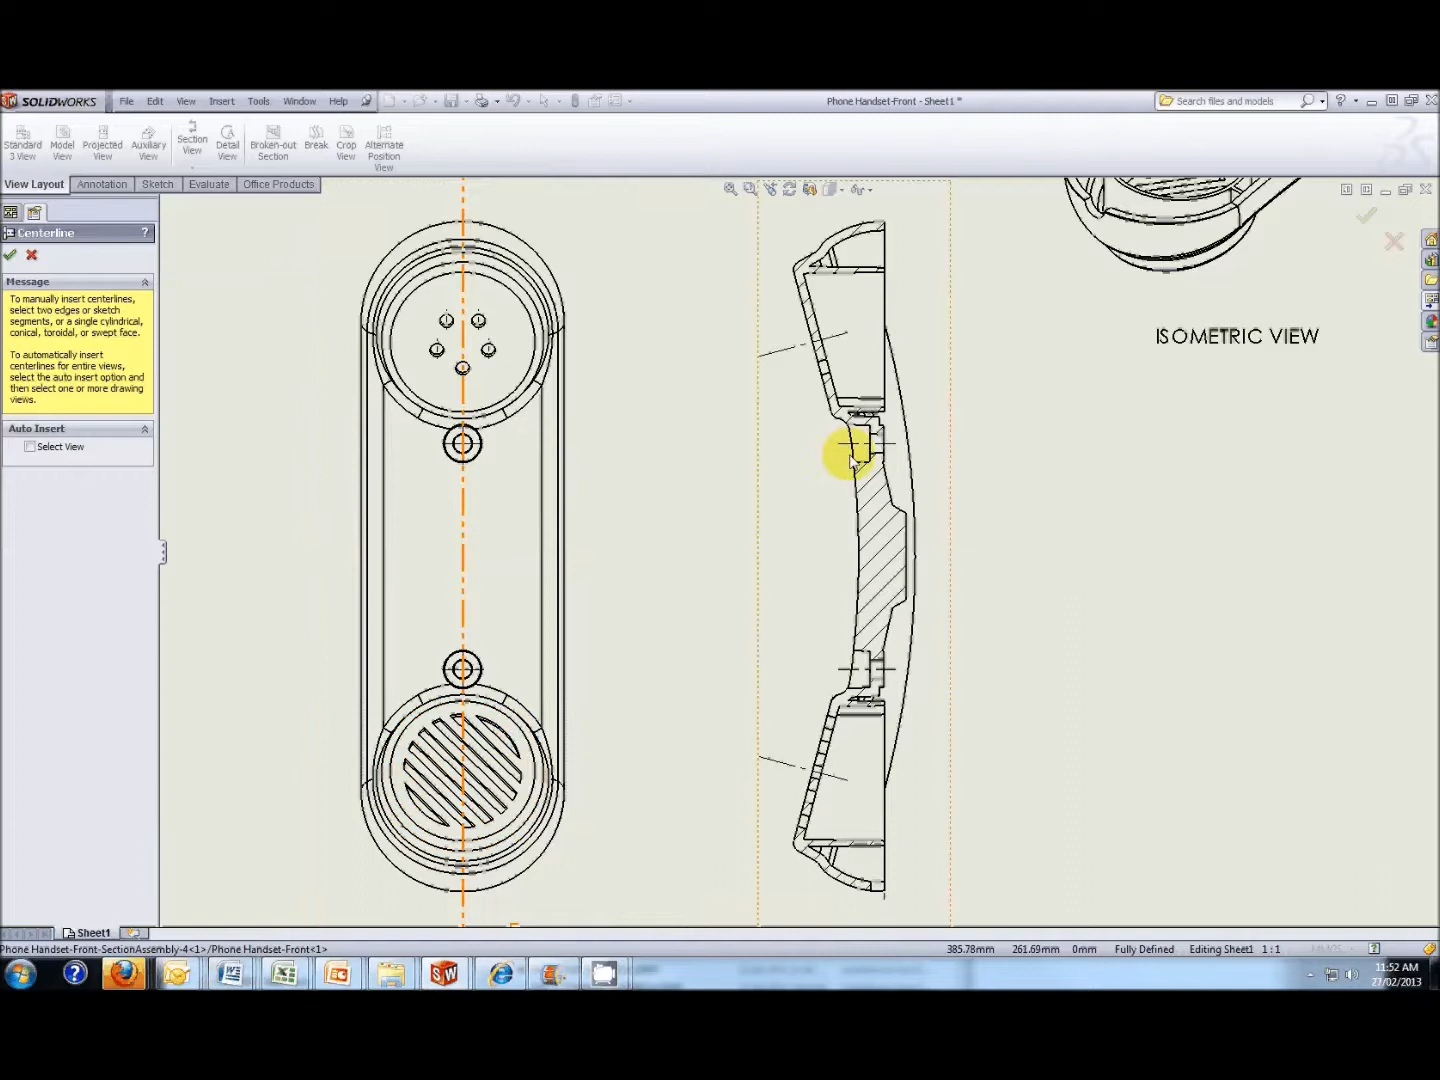 SOLIDWORKS File Edit View Insert Tools Window Help Phone Handset-Front - Sheet1 * Search files and models
Standard 3 View
Model View
Projected View
Auxiliary View
Section View
Detail View
Broken-out Section
Break
Crop View
Alternate Position View
View Layout Annotation Sketch Evaluate Office Products
Centerline ?
Message
To manually insert centerlines,
select two edges or sketch
segments, or a single cylindrical,
conical, toroidal, or swept face.
To automatically insert
centerlines for entire views,
select the auto insert option and
then select one or more drawing
views.
Auto Insert
Select View
ISOMETRIC VIEW
Sheet1
Phone Handset-Front-SectionAssembly-4<1>/Phone Handset-Front<1> 385.78mm 261.69mm 0mm Fully Defined Editing Sheet1 1 : 1
11:52 AM
27/02/2013